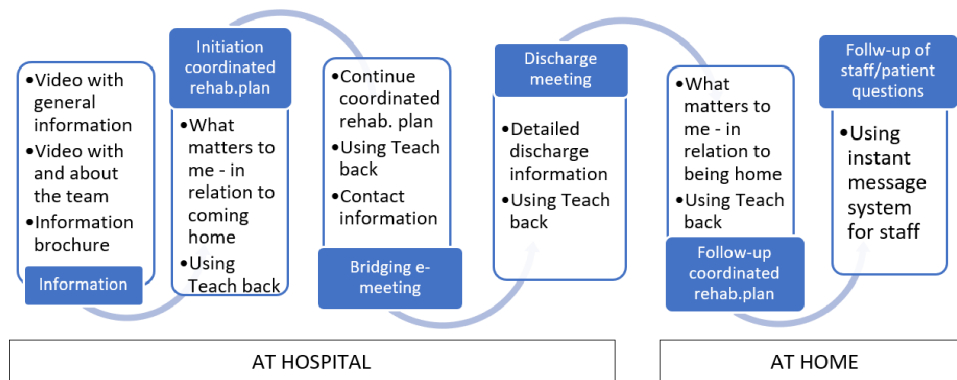 •Video with
general
information
•Video with
and about
the team
•Information
brochure
Information
Initiation
coordinated
rehab.plan
•What
matters to
me - in
relation to
coming
home
•Using
Teach back
•Continue
coordinated
rehab. plan
•Using Teach
back
•Contact
information
Bridging e-
meeting
Discharge
meeting
•Detailed
discharge
information
•Using Teach
back
•What
matters to
me - in
relation to
being home
•Using Teach
back
Follow-up
coordinated
rehab.plan
Follw-up of
staff/patient
questions
•Using
instant
message
system
for staff
AT HOSPITAL
AT HOME